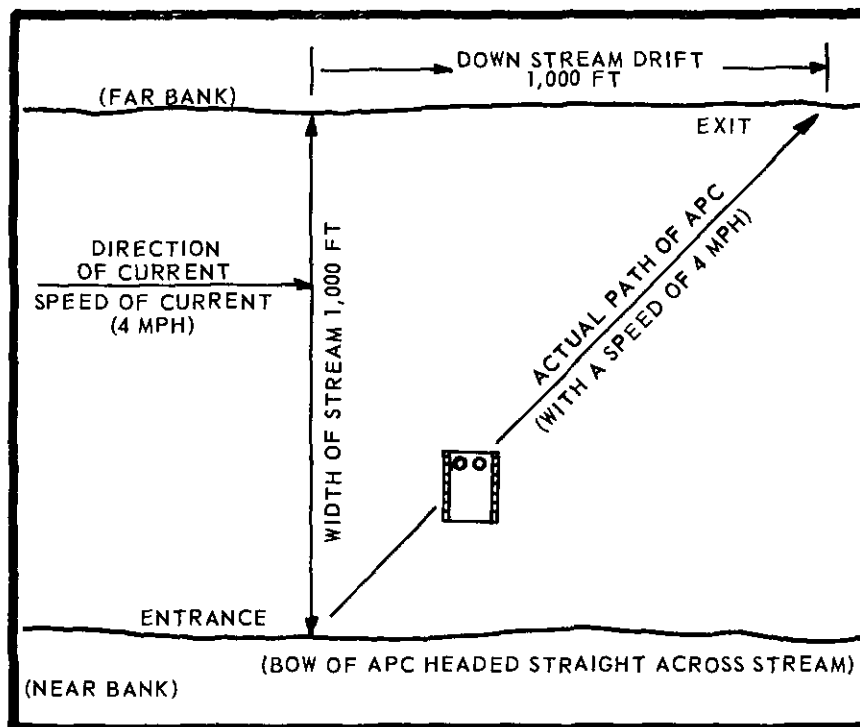 DOWN STREAM DRIFT
1,000 FT
(FAR BANK)
EXIT
DIRECTION
OF CURRENT
SPEED OF CURRENT
(4 MPH)
WIDTH OF STREAM 1,000 FT
ACTUAL PATH OF APC
(WITH A SPEED OF 4 MPH)
ENTRANCE
(BOW OF APC HEADED STRAIGHT ACROSS STREAM)
(NEAR BANK)